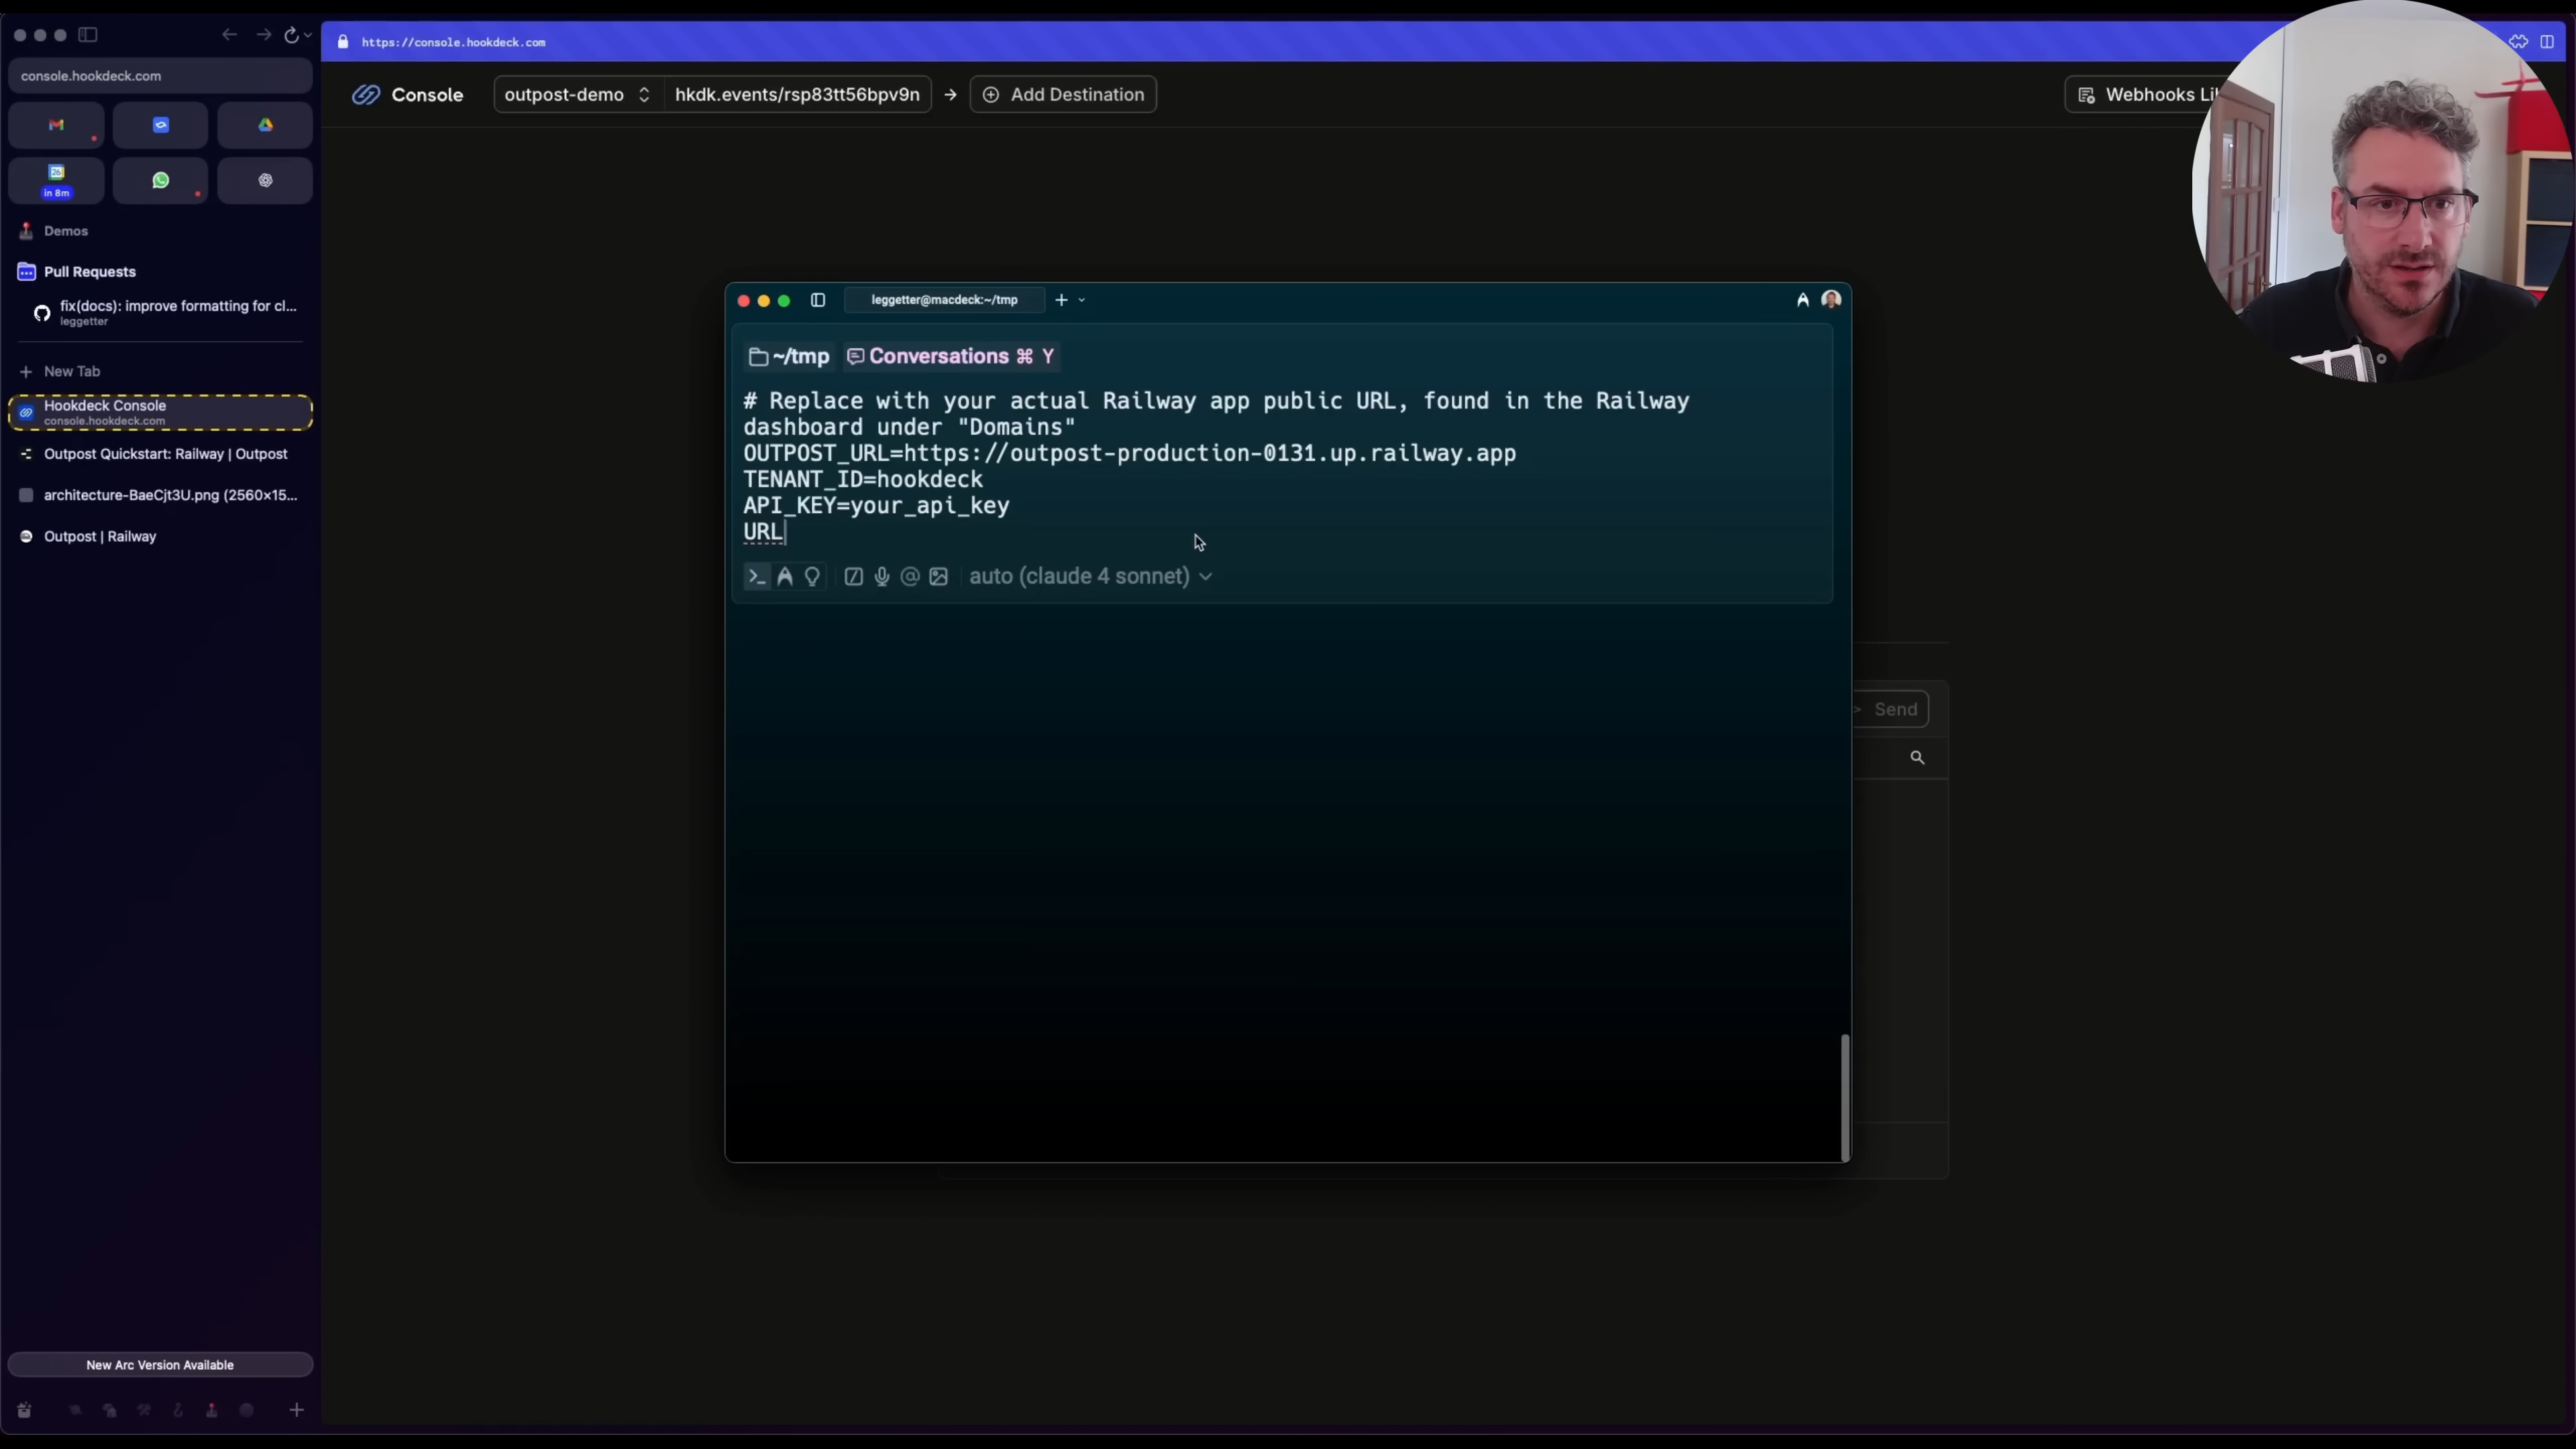 https://console.hookdeck.com
console.hookdeck.com
Console
outpost-demo
hkdk.events/rsp83tt56bpv9n
Add Destination
Webhooks Li
26
in 8m
Demos
Pull Requests
fix(docs): improve formatting for cl...
leggetter
New Tab
Hookdeck Console
console.hookdeck.com
Outpost Quickstart: Railway | Outpost
architecture-BaeCjt3U.png (2560×15...
Outpost | Railway
leggetter@macdeck:~/tmp
~/tmp
Conversations ⌘ Y
# Replace with your actual Railway app public URL, found in the Railway
dashboard under "Domains"
OUTPOST_URL=https://outpost-production-0131.up.railway.app
TENANT_ID=hookdeck
API_KEY=your_api_key
URL
auto (claude 4 sonnet)
> Send
New Arc Version Available